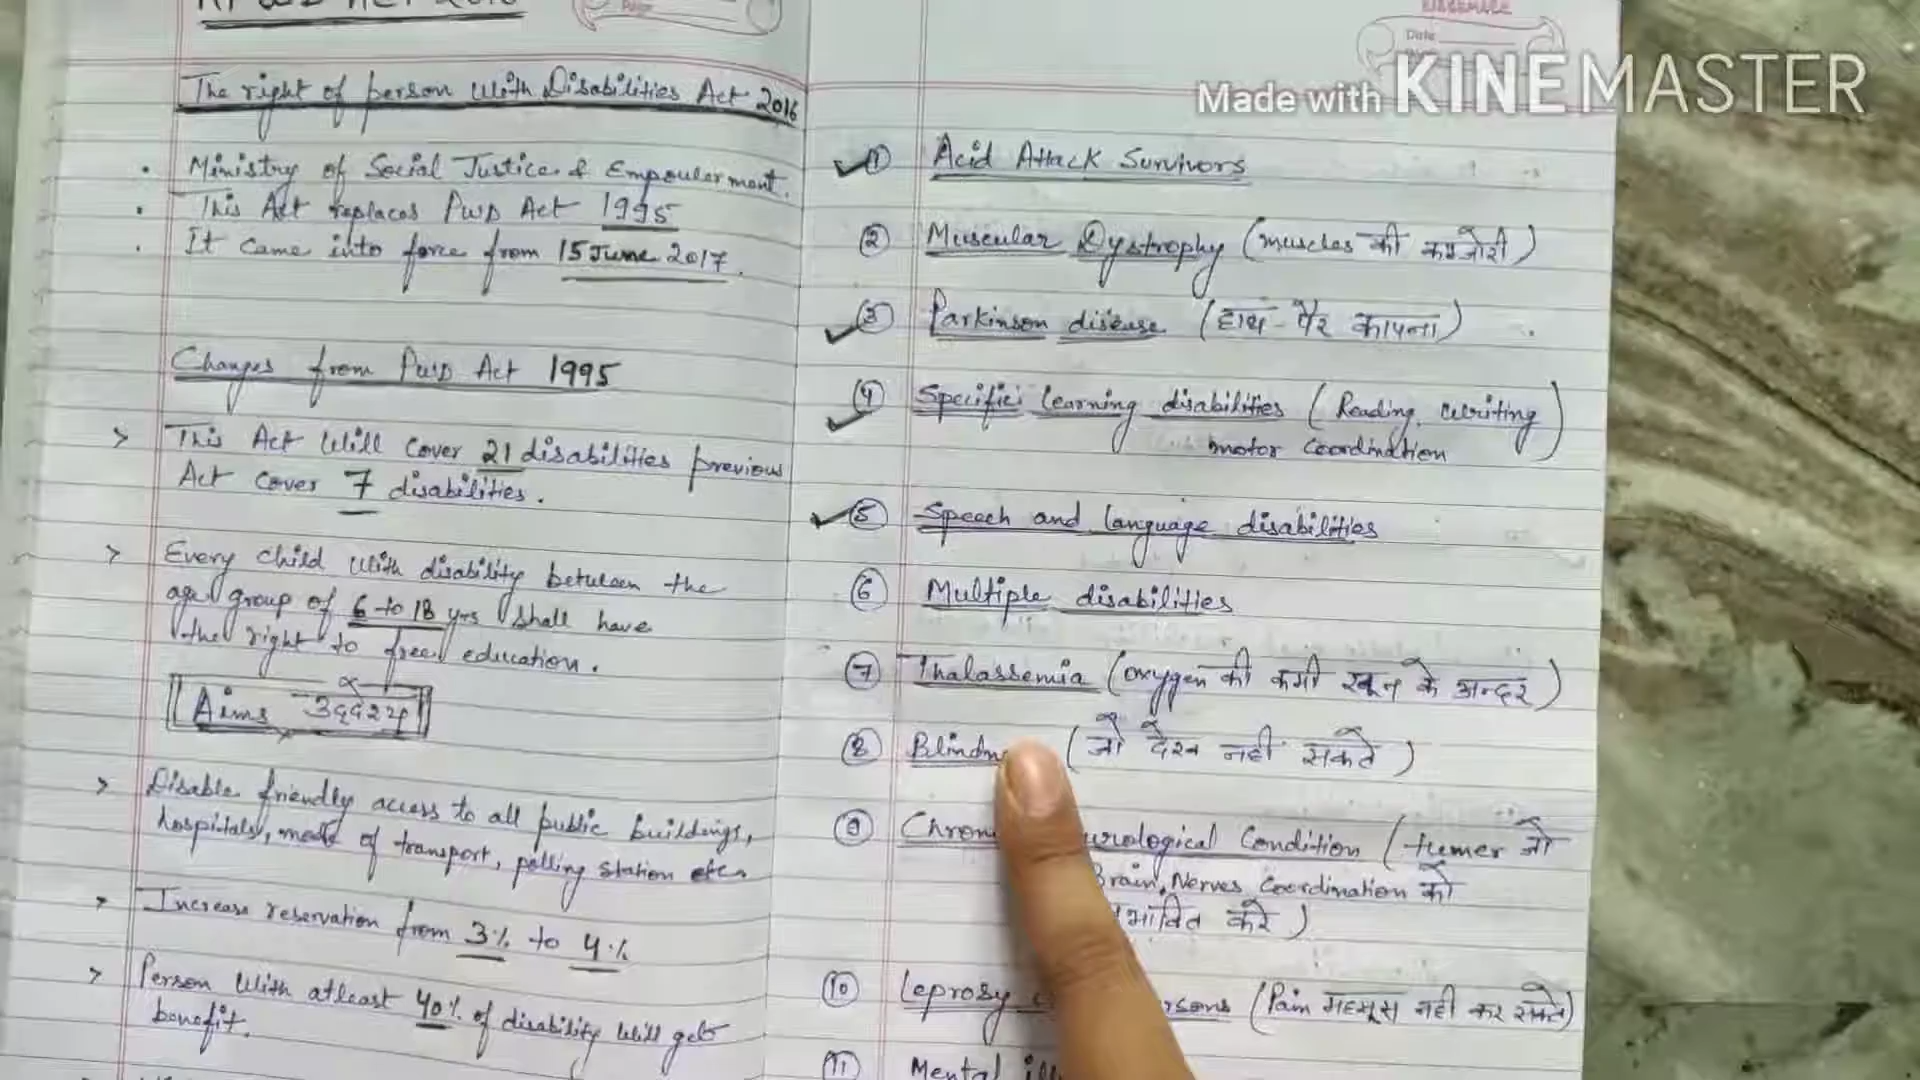 The right of person with Disabilities Act 2016
Ministry of Social Justice & Empowerment.
This Act replaces PwD Act 1995
It came into force from 15 June 2017.
Changes from PwD Act 1995
This Act will cover 21 disabilities previous
Act cover 7 disabilities.
Every child with disability between the
age group of 6 to 18 yrs shall have
the right to free education.
Aims
Disable friendly access to all public buildings,
hospitals, mode of transport, polling station etc.
Increase reservation from 3% to 4%
Person with atleast 40% of disability will get
benefit.
Date
Made with KINEMASTER
① Acid Attack Survivors
② Muscular Dystrophy (muscles की कमजोरी)
③ Parkinson disease (हाथ-पैर कापना)
④ Specific learning disabilities (Reading, writing
motor coordination)
⑤ Speech and language disabilities
⑥ Multiple disabilities
⑦ Thalassemia (oxygen की कमी खून के अन्दर)
⑧ Blindn (जो देख नही सकते)
⑨ Chron urological Condition (tumer जो
Brain, Nerves coordination को
भावित करे)
⑩ Leprosy c rsons (Pain महसूस नही कर सकते)
⑪ Mental ill